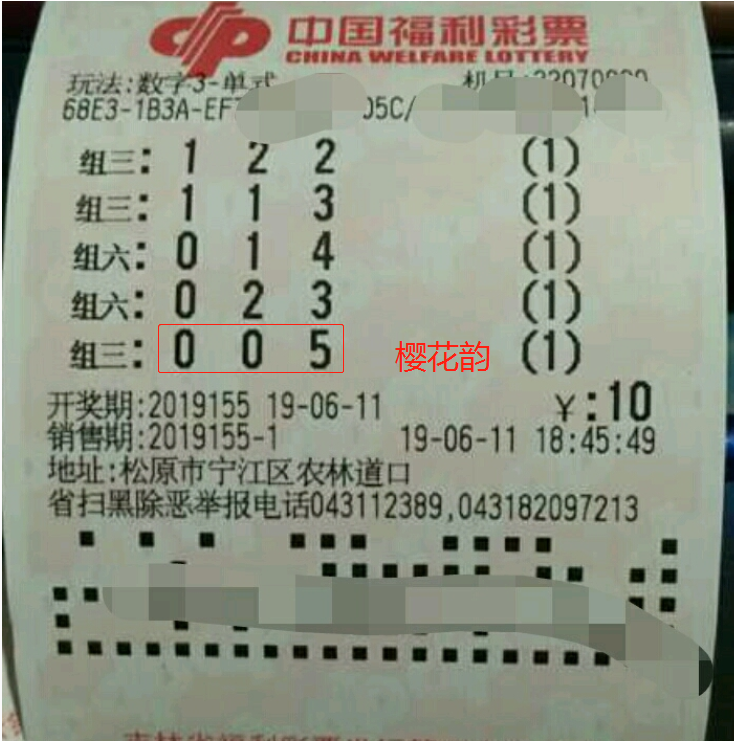 中国福利彩票
CHINA WELFARE LOTTERY
玩法:数字3-单式
68E3-1B3A-EF 05C/
组三: 1 2 2 (1)
组三: 1 1 3 (1)
组六: 0 1 4 (1)
组六: 0 2 3 (1)
组三: 0 0 5 樱花韵 (1)
开奖期:2019155 19-06-11 ￥:10
销售期:2019155-1 19-06-11 18:45:49
地址:松原市宁江区农林道口
省扫黑除恶举报电话043112389,043182097213